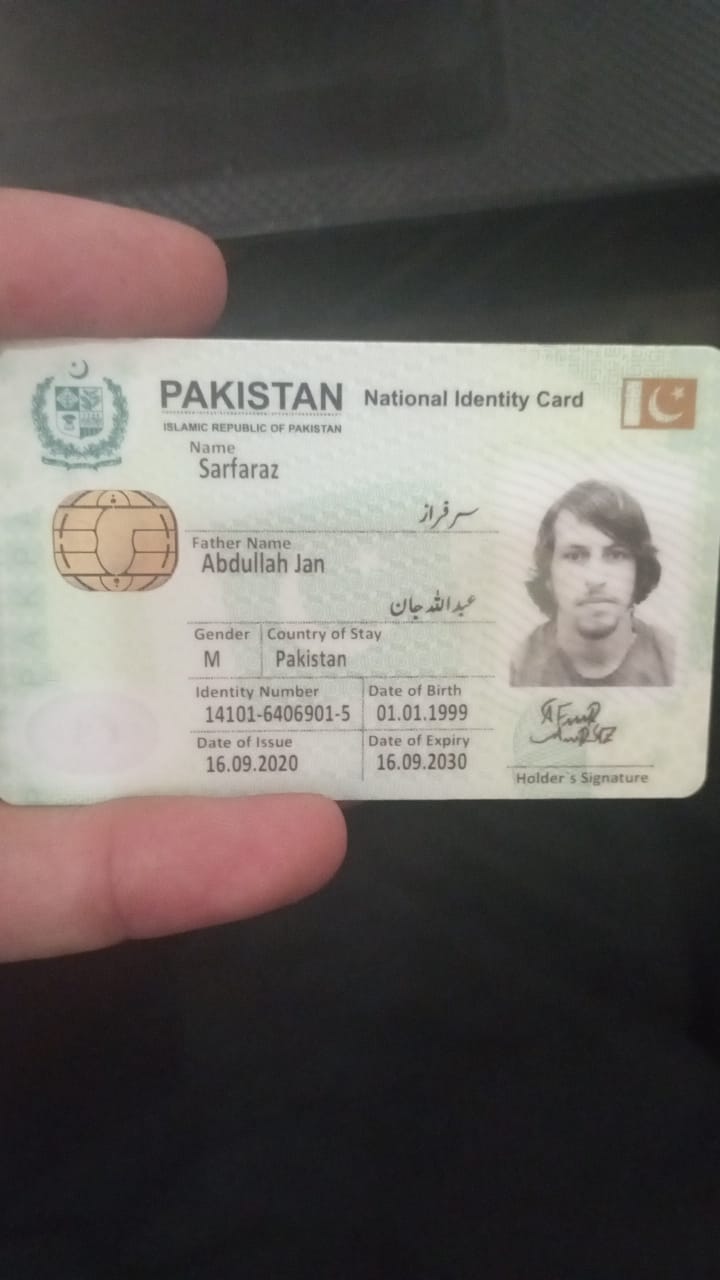 PAKISTAN National Identity Card
ISLAMIC REPUBLIC OF PAKISTAN
Name
Sarfaraz
سرفراز
Father Name
Abdullah Jan
عبداللہ جان
Gender Country of Stay
M Pakistan
Identity Number Date of Birth
14101-6406901-5 01.01.1999
Date of Issue Date of Expiry
16.09.2020 16.09.2030
Holder's Signature